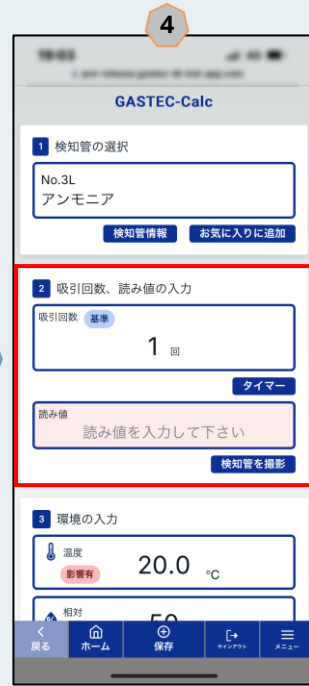 4
19:03
4G
GASTEC-Calc
1 検知管の選択
No.3L
アンモニア
検知管情報 お気に入りに追加
2 吸引回数、読み値の入力
吸引回数 基準
1 回
タイマー
読み値
読み値を入力して下さい
検知管を撮影
3 環境の入力
温度
影響有
20.0 °C
相対
戻る ホーム 保存 サインアウト メニュー